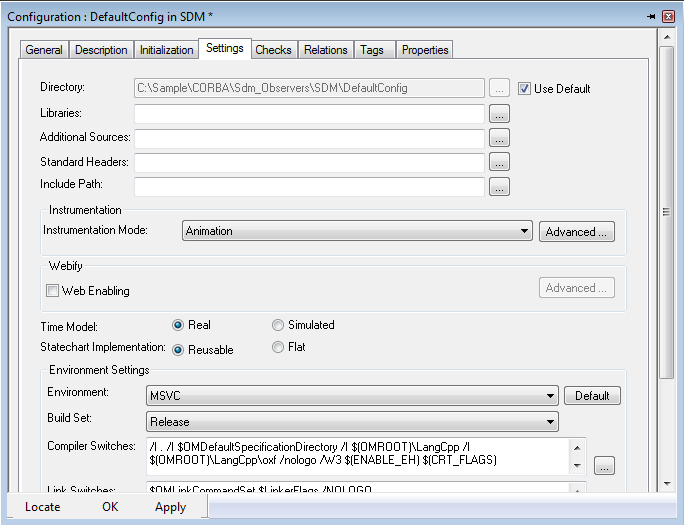 Configuration : DefaultConfig in SDM *
General Description Initialization Settings Checks Relations Tags Properties
Directory: C:\Sample\CORBA\Sdm_Observers\SDM\DefaultConfig ... Use Default
Libraries: ...
Additional Sources: ...
Standard Headers: ...
Include Path: ...
Instrumentation
Instrumentation Mode: Animation Advanced ...
Webify
Web Enabling Advanced ...
Time Model: Real Simulated
Statechart Implementation: Reusable Flat
Environment Settings
Environment: MSVC Default
Build Set: Release
Compiler Switches: /I . /I $OMDefaultSpecificationDirectory /I $(OMROOT)\LangCpp /I
$(OMROOT)\LangCpp\oxf /nologo /W3 $(ENABLE_EH) $(CRT_FLAGS) ...
Link Switches: $OMLinkCommandSet $LinkerFlags /NOLOGO
Locate OK Apply